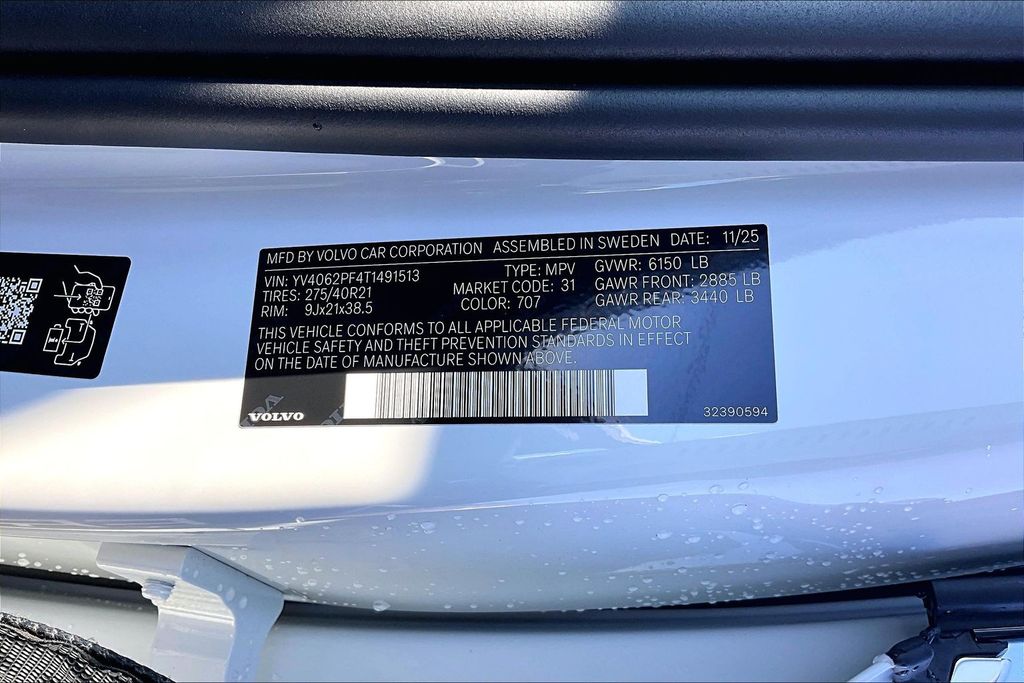 MFD BY VOLVO CAR CORPORATION ASSEMBLED IN SWEDEN DATE: 11/25
VIN: YV4062PF4T1491513 TYPE: MPV GVWR: 6150 LB
TIRES: 275/40R21 MARKET CODE: 31 GAWR FRONT: 2885 LB
RIM: 9Jx21x38.5 COLOR: 707 GAWR REAR: 3440 LB
THIS VEHICLE CONFORMS TO ALL APPLICABLE FEDERAL MOTOR
VEHICLE SAFETY AND THEFT PREVENTION STANDARDS IN EFFECT
ON THE DATE OF MANUFACTURE SHOWN ABOVE.
VOLVO 32390594